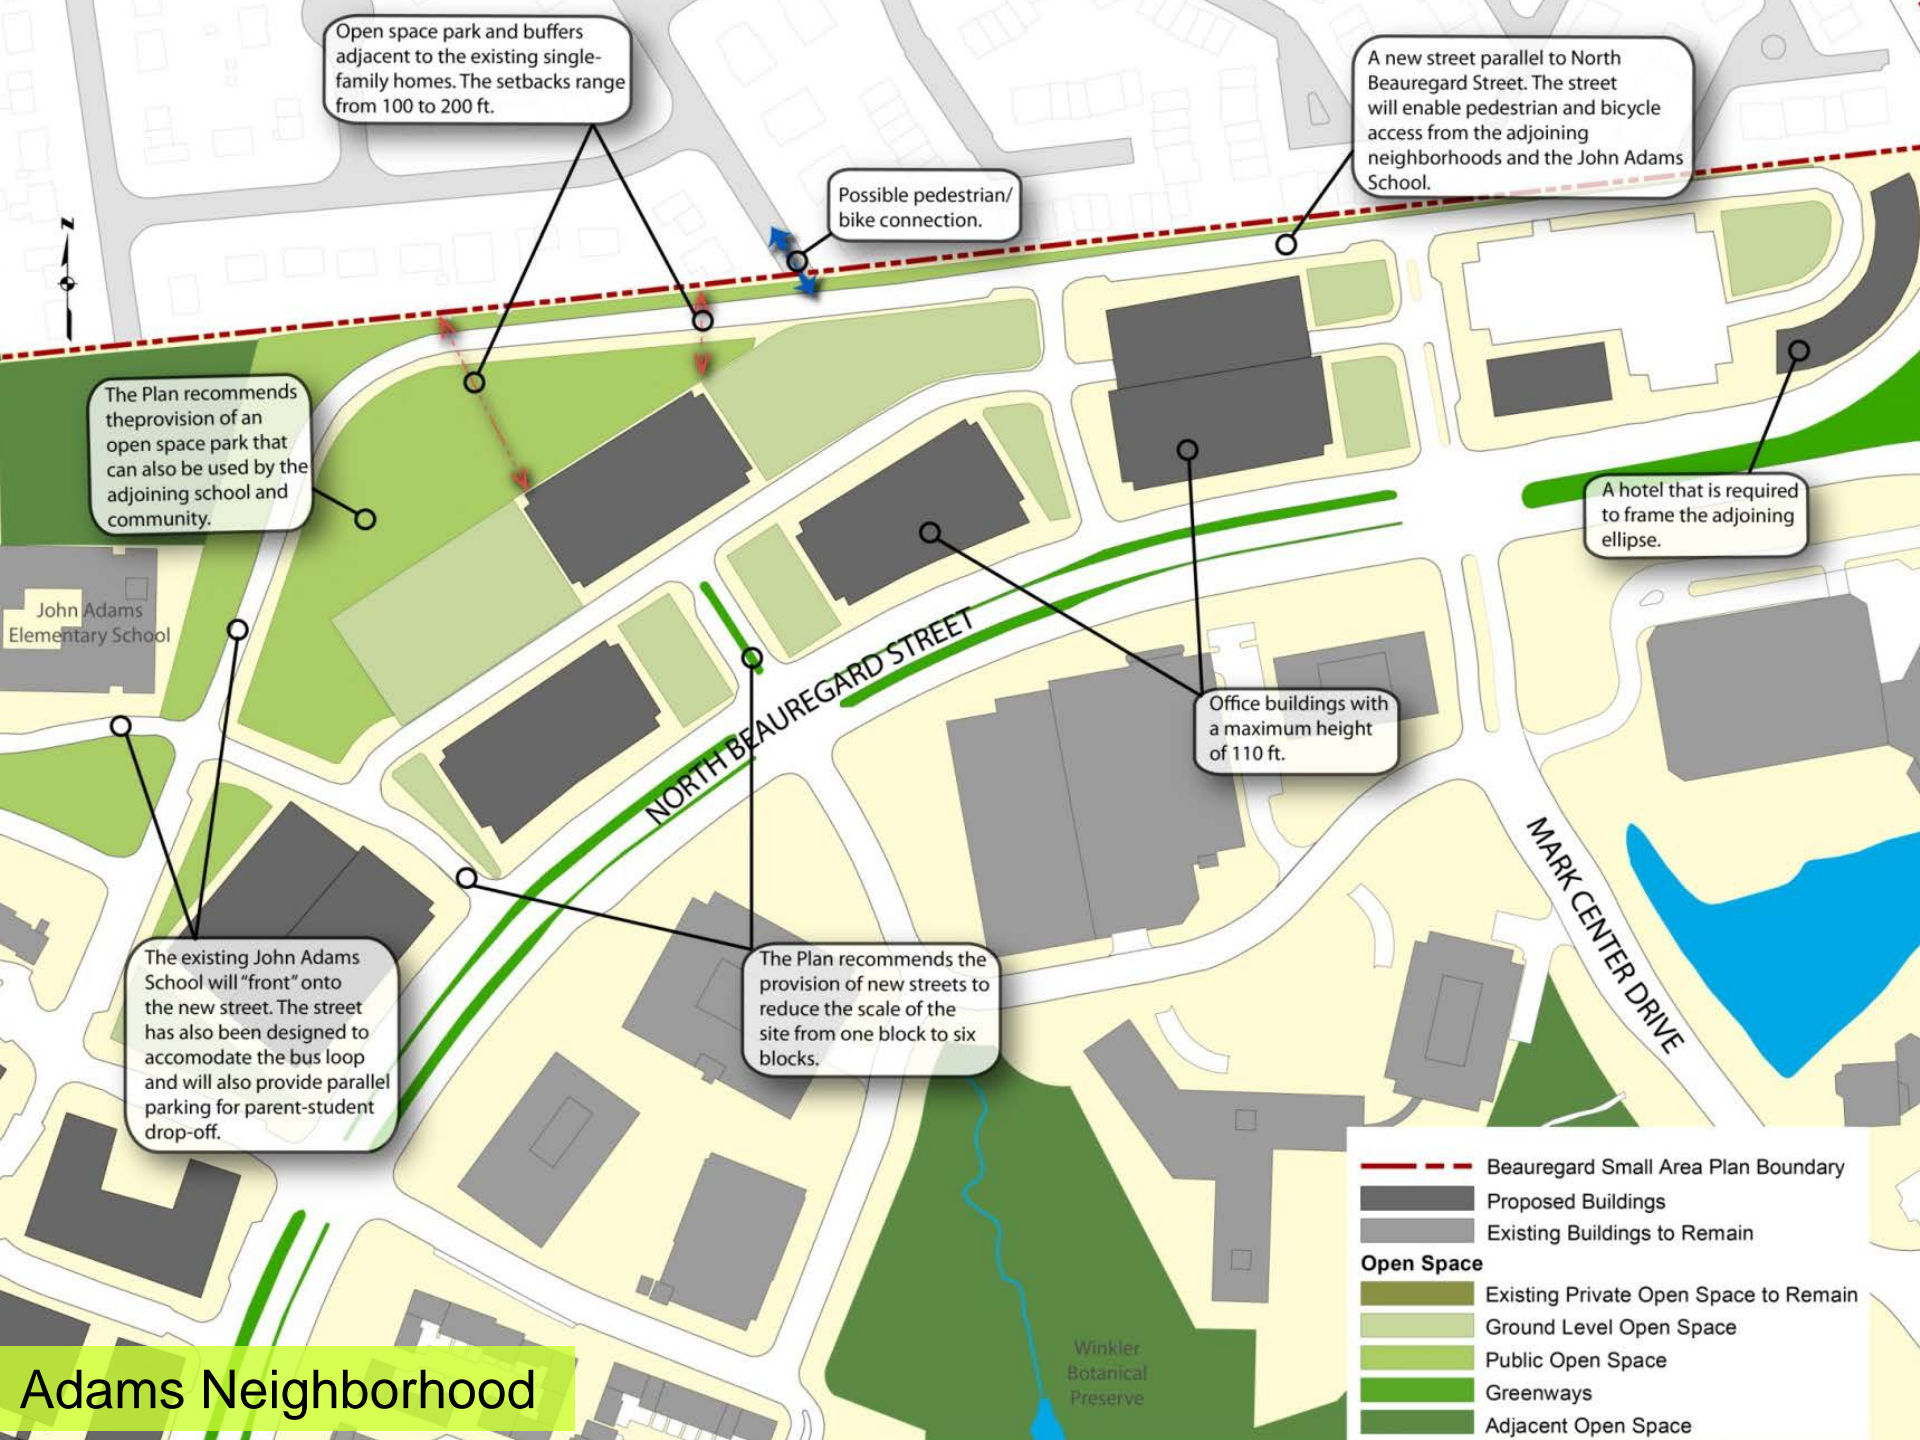 Open space park and buffers
adjacent to the existing single-
family homes. The setbacks range
from 100 to 200 ft.
A new street parallel to North
Beauregard Street. The street
will enable pedestrian and bicycle
access from the adjoining
neighborhoods and the John Adams
School.
Possible pedestrian/
bike connection.
N
The Plan recommends
theprovision of an
open space park that
can also be used by the
adjoining school and
community.
A hotel that is required
to frame the adjoining
ellipse.
John Adams
Elementary School
NORTH BEAUREGARD STREET
Office buildings with
a maximum height
of 110 ft.
MARK CENTER DRIVE
The existing John Adams
School will "front" onto
the new street. The street
has also been designed to
accomodate the bus loop
and will also provide parallel
parking for parent-student
drop-off.
The Plan recommends the
provision of new streets to
reduce the scale of the
site from one block to six
blocks.
Winkler
Botanical
Preserve
Beauregard Small Area Plan Boundary
Proposed Buildings
Existing Buildings to Remain
Open Space
Existing Private Open Space to Remain
Ground Level Open Space
Public Open Space
Greenways
Adjacent Open Space
Adams Neighborhood